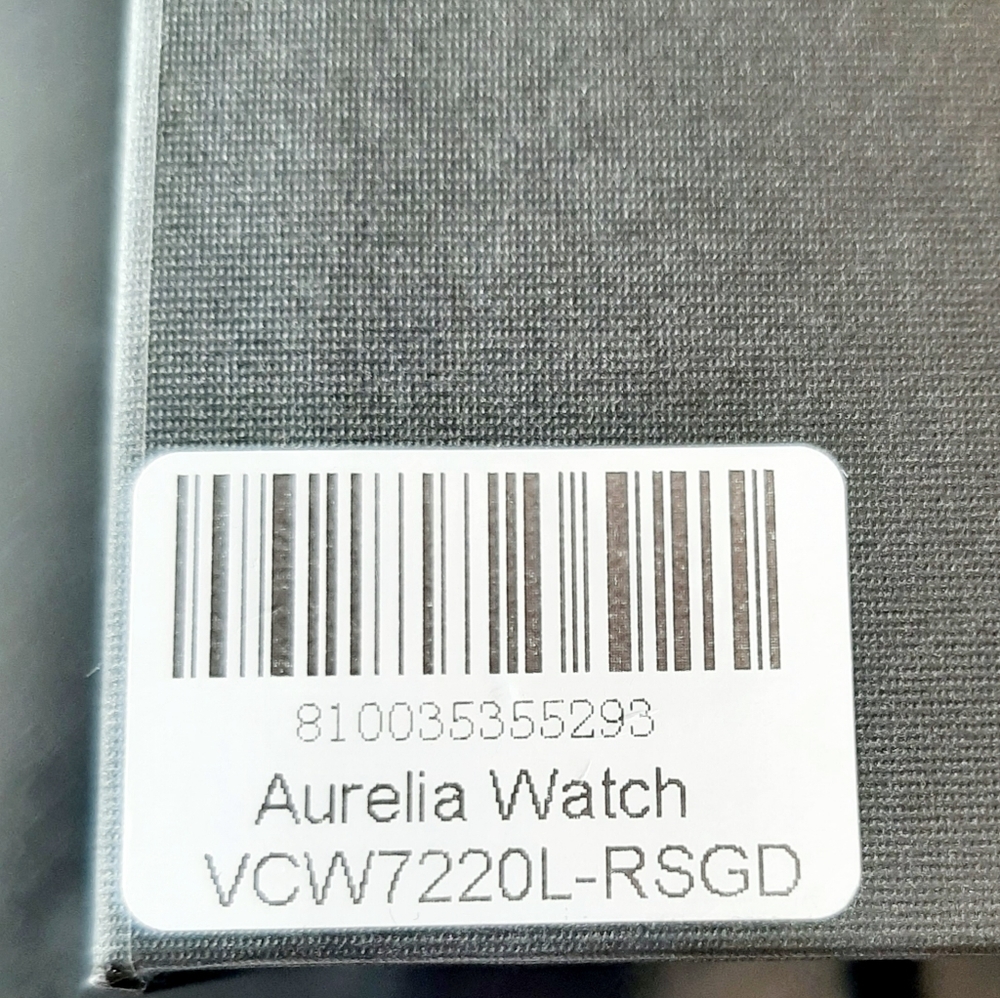 810035355293
Aurelia Watch
VCW7220L-RSGD